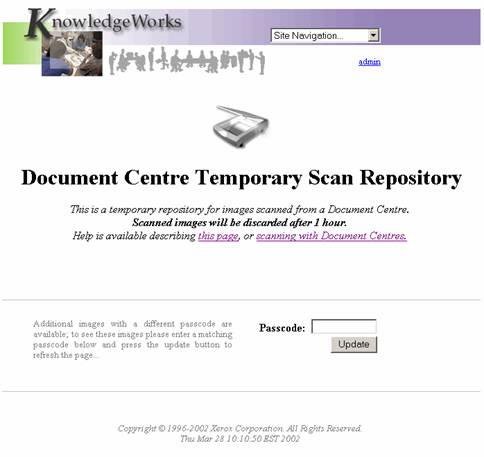 KnowledgeWorks
Site Navigation...
admin
Document Centre Temporary Scan Repository
This is a temporary repository for images scanned from a Document Centre.
Scanned images will be discarded after 1 hour.
Help is available describing this page, or scanning with Document Centres.
Additional images with a different passcode are
available; to see these images please enter a matching
passcode below and press the update button to
refresh the page...
Passcode:
Update
Copyright © 1996-2002 Xerox Corporation. All Rights Reserved.
Thu Mar 28 10:10:50 EST 2002